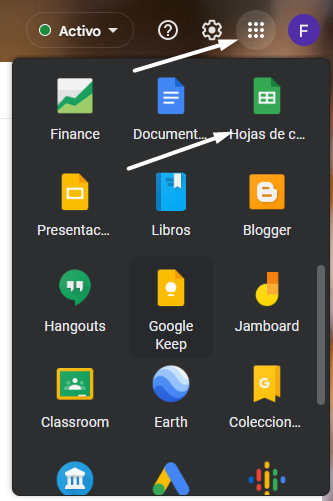 Activo
F
Finance
Document...
Hojas de c...
Presentac...
Libros
Blogger
Hangouts
Google
Keep
Jamboard
Classroom
Earth
Coleccion...